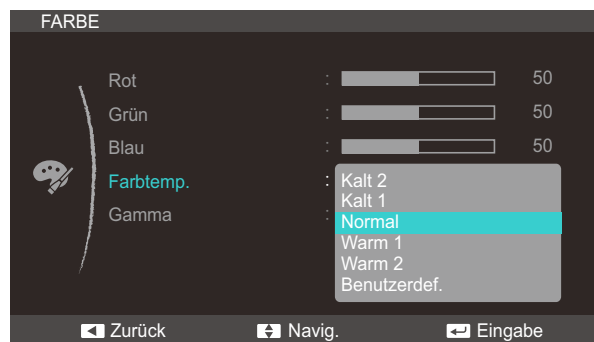 FARBE
Rot : 50
Grün : 50
Blau : 50
Farbtemp. : Kalt 2
Kalt 1
Normal
Gamma :
Warm 1
Warm 2
Benutzerdef.
Zurück Navig. Eingabe